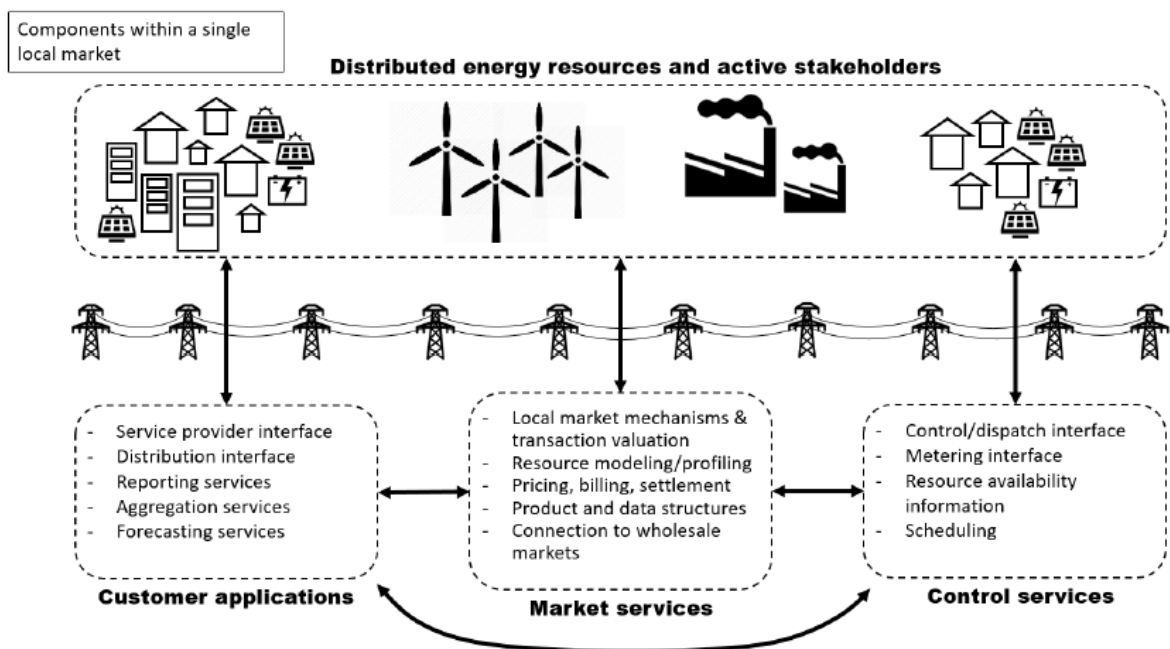 Components within a single
local market
Distributed energy resources and active stakeholders
- Service provider interface
- Distribution interface
- Reporting services
- Aggregation services
- Forecasting services
Customer applications
- Local market mechanisms &
transaction valuation
- Resource modeling/profiling
- Pricing, billing, settlement
- Product and data structures
- Connection to wholesale
markets
Market services
- Control/dispatch interface
- Metering interface
- Resource availability
information
- Scheduling
Control services